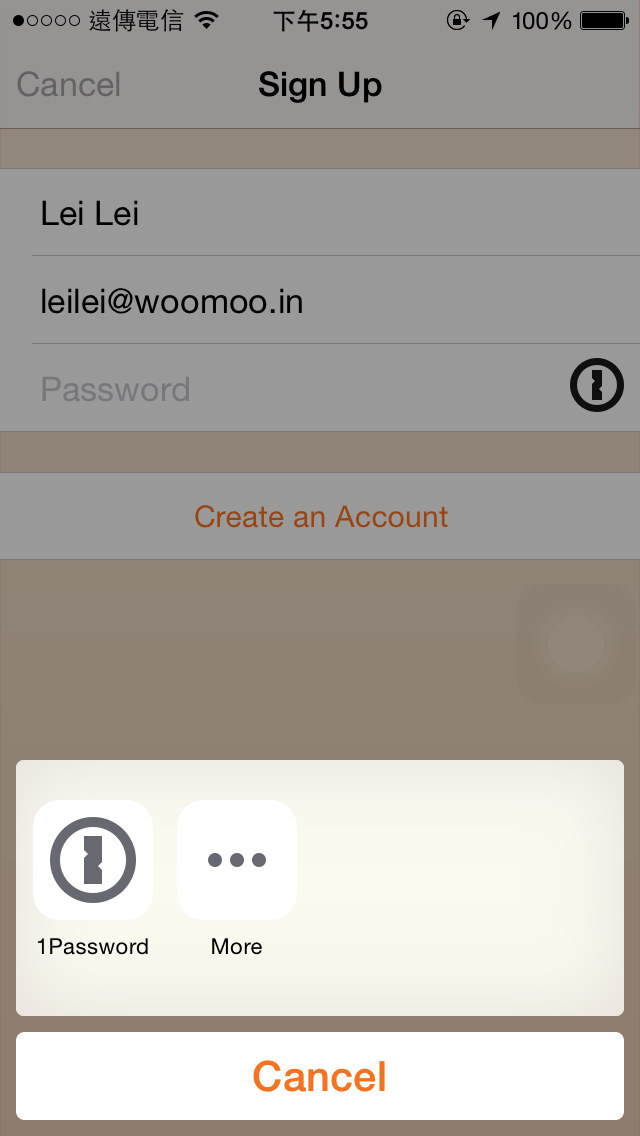 遠傳電信 下午5:55 100%
Cancel Sign Up
Lei Lei
leilei@woomoo.in
Password
Create an Account
1Password More
Cancel